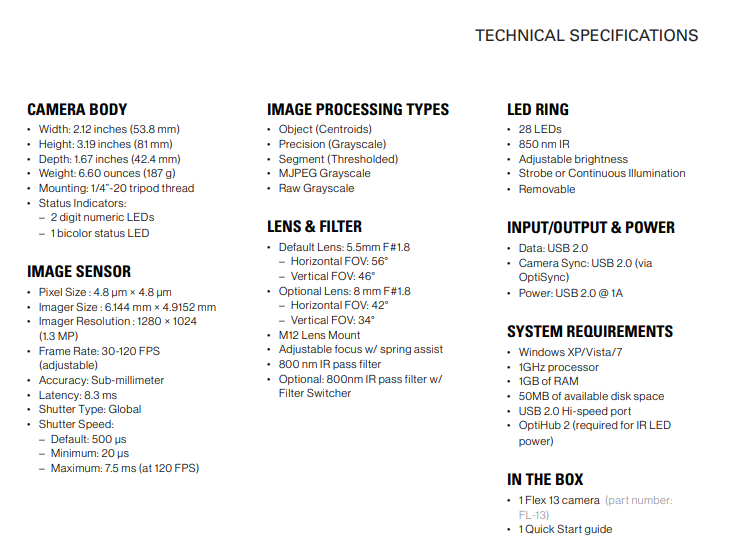 TECHNICAL SPECIFICATIONS
CAMERA BODY
• Width: 2.12 inches (53.8 mm)
• Height: 3.19 inches (81 mm)
• Depth: 1.67 inches (42.4 mm)
• Weight: 6.60 ounces (187 g)
• Mounting: 1/4"-20 tripod thread
• Status Indicators:
– 2 digit numeric LEDs
– 1 bicolor status LED
IMAGE SENSOR
• Pixel Size : 4.8 µm × 4.8 µm
• Imager Size : 6.144 mm × 4.9152 mm
• Imager Resolution : 1280 × 1024
(1.3 MP)
• Frame Rate: 30-120 FPS
(adjustable)
• Accuracy: Sub-millimeter
• Latency: 8.3 ms
• Shutter Type: Global
• Shutter Speed:
– Default: 500 µs
– Minimum: 20 µs
– Maximum: 7.5 ms (at 120 FPS)
IMAGE PROCESSING TYPES
• Object (Centroids)
• Precision (Grayscale)
• Segment (Thresholded)
• MJPEG Grayscale
• Raw Grayscale
LENS & FILTER
• Default Lens: 5.5mm F#1.8
– Horizontal FOV: 56°
– Vertical FOV: 46°
• Optional Lens: 8 mm F#1.8
– Horizontal FOV: 42°
– Vertical FOV: 34°
• M12 Lens Mount
• Adjustable focus w/ spring assist
• 800 nm IR pass filter
• Optional: 800nm IR pass filter w/
Filter Switcher
LED RING
• 28 LEDs
• 850 nm IR
• Adjustable brightness
• Strobe or Continuous Illumination
• Removable
INPUT/OUTPUT & POWER
• Data: USB 2.0
• Camera Sync: USB 2.0 (via
OptiSync)
• Power: USB 2.0 @ 1A
SYSTEM REQUIREMENTS
• Windows XP/Vista/7
• 1GHz processor
• 1GB of RAM
• 50MB of available disk space
• USB 2.0 Hi-speed port
• OptiHub 2 (required for IR LED
power)
IN THE BOX
• 1 Flex 13 camera (part number:
FL-13)
• 1 Quick Start guide